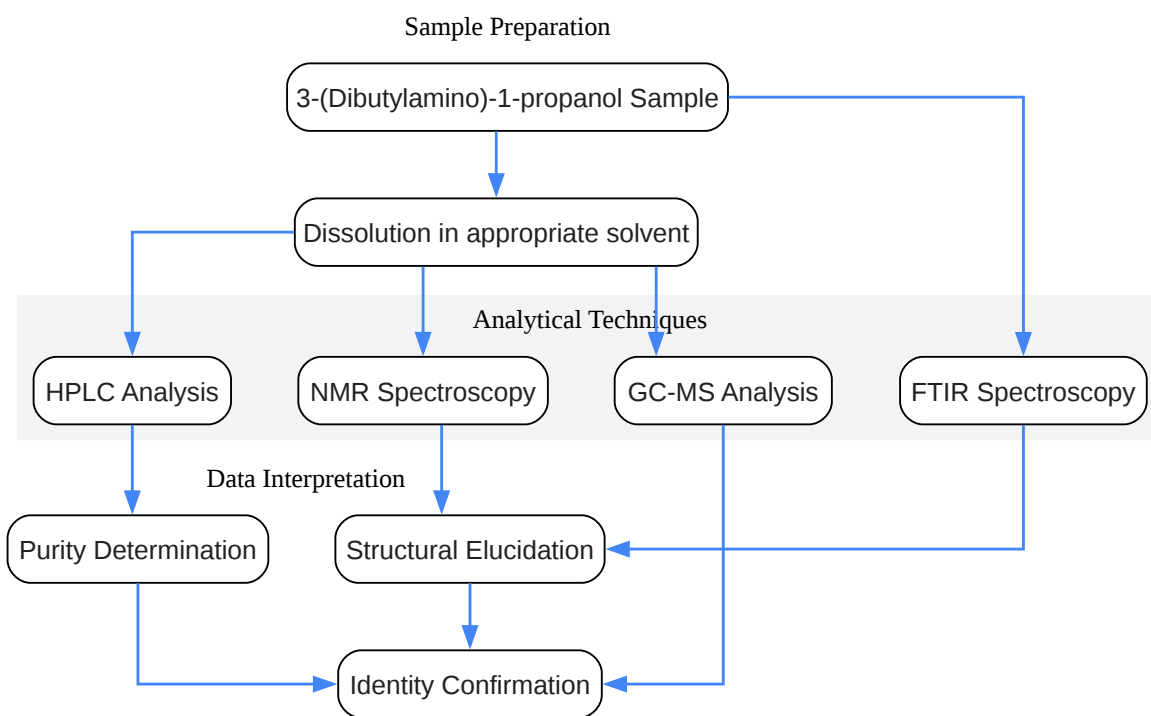 Sample Preparation
3-(Dibutylamino)-1-propanol Sample
Dissolution in appropriate solvent
Analytical Techniques
HPLC Analysis
NMR Spectroscopy
GC-MS Analysis
FTIR Spectroscopy
Data Interpretation
Purity Determination
Structural Elucidation
Identity Confirmation